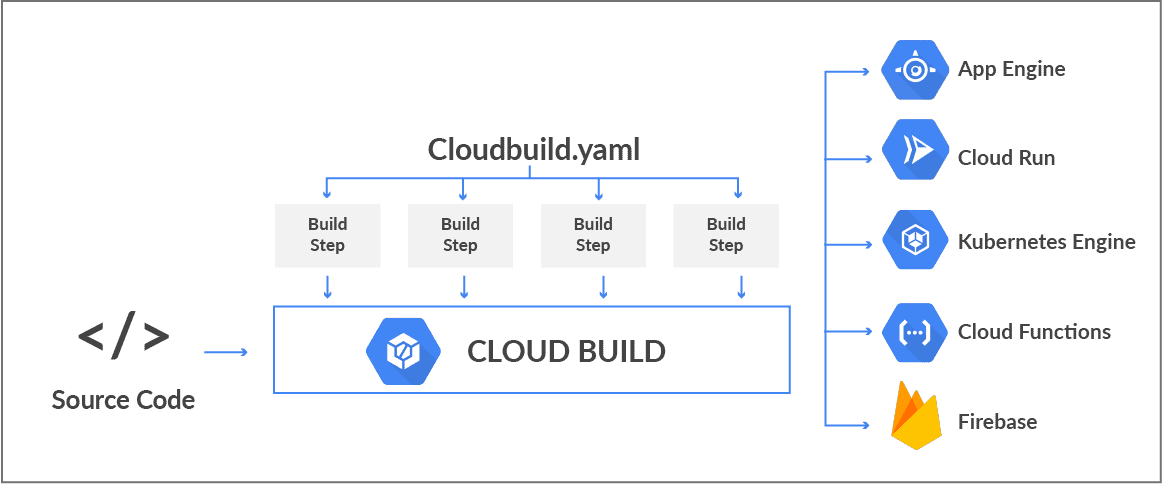 Cloudbuild.yaml
Build
Step
Build
Step
Build
Step
Build
Step
</>
Source Code
CLOUD BUILD
App Engine
Cloud Run
Kubernetes Engine
Cloud Functions
Firebase